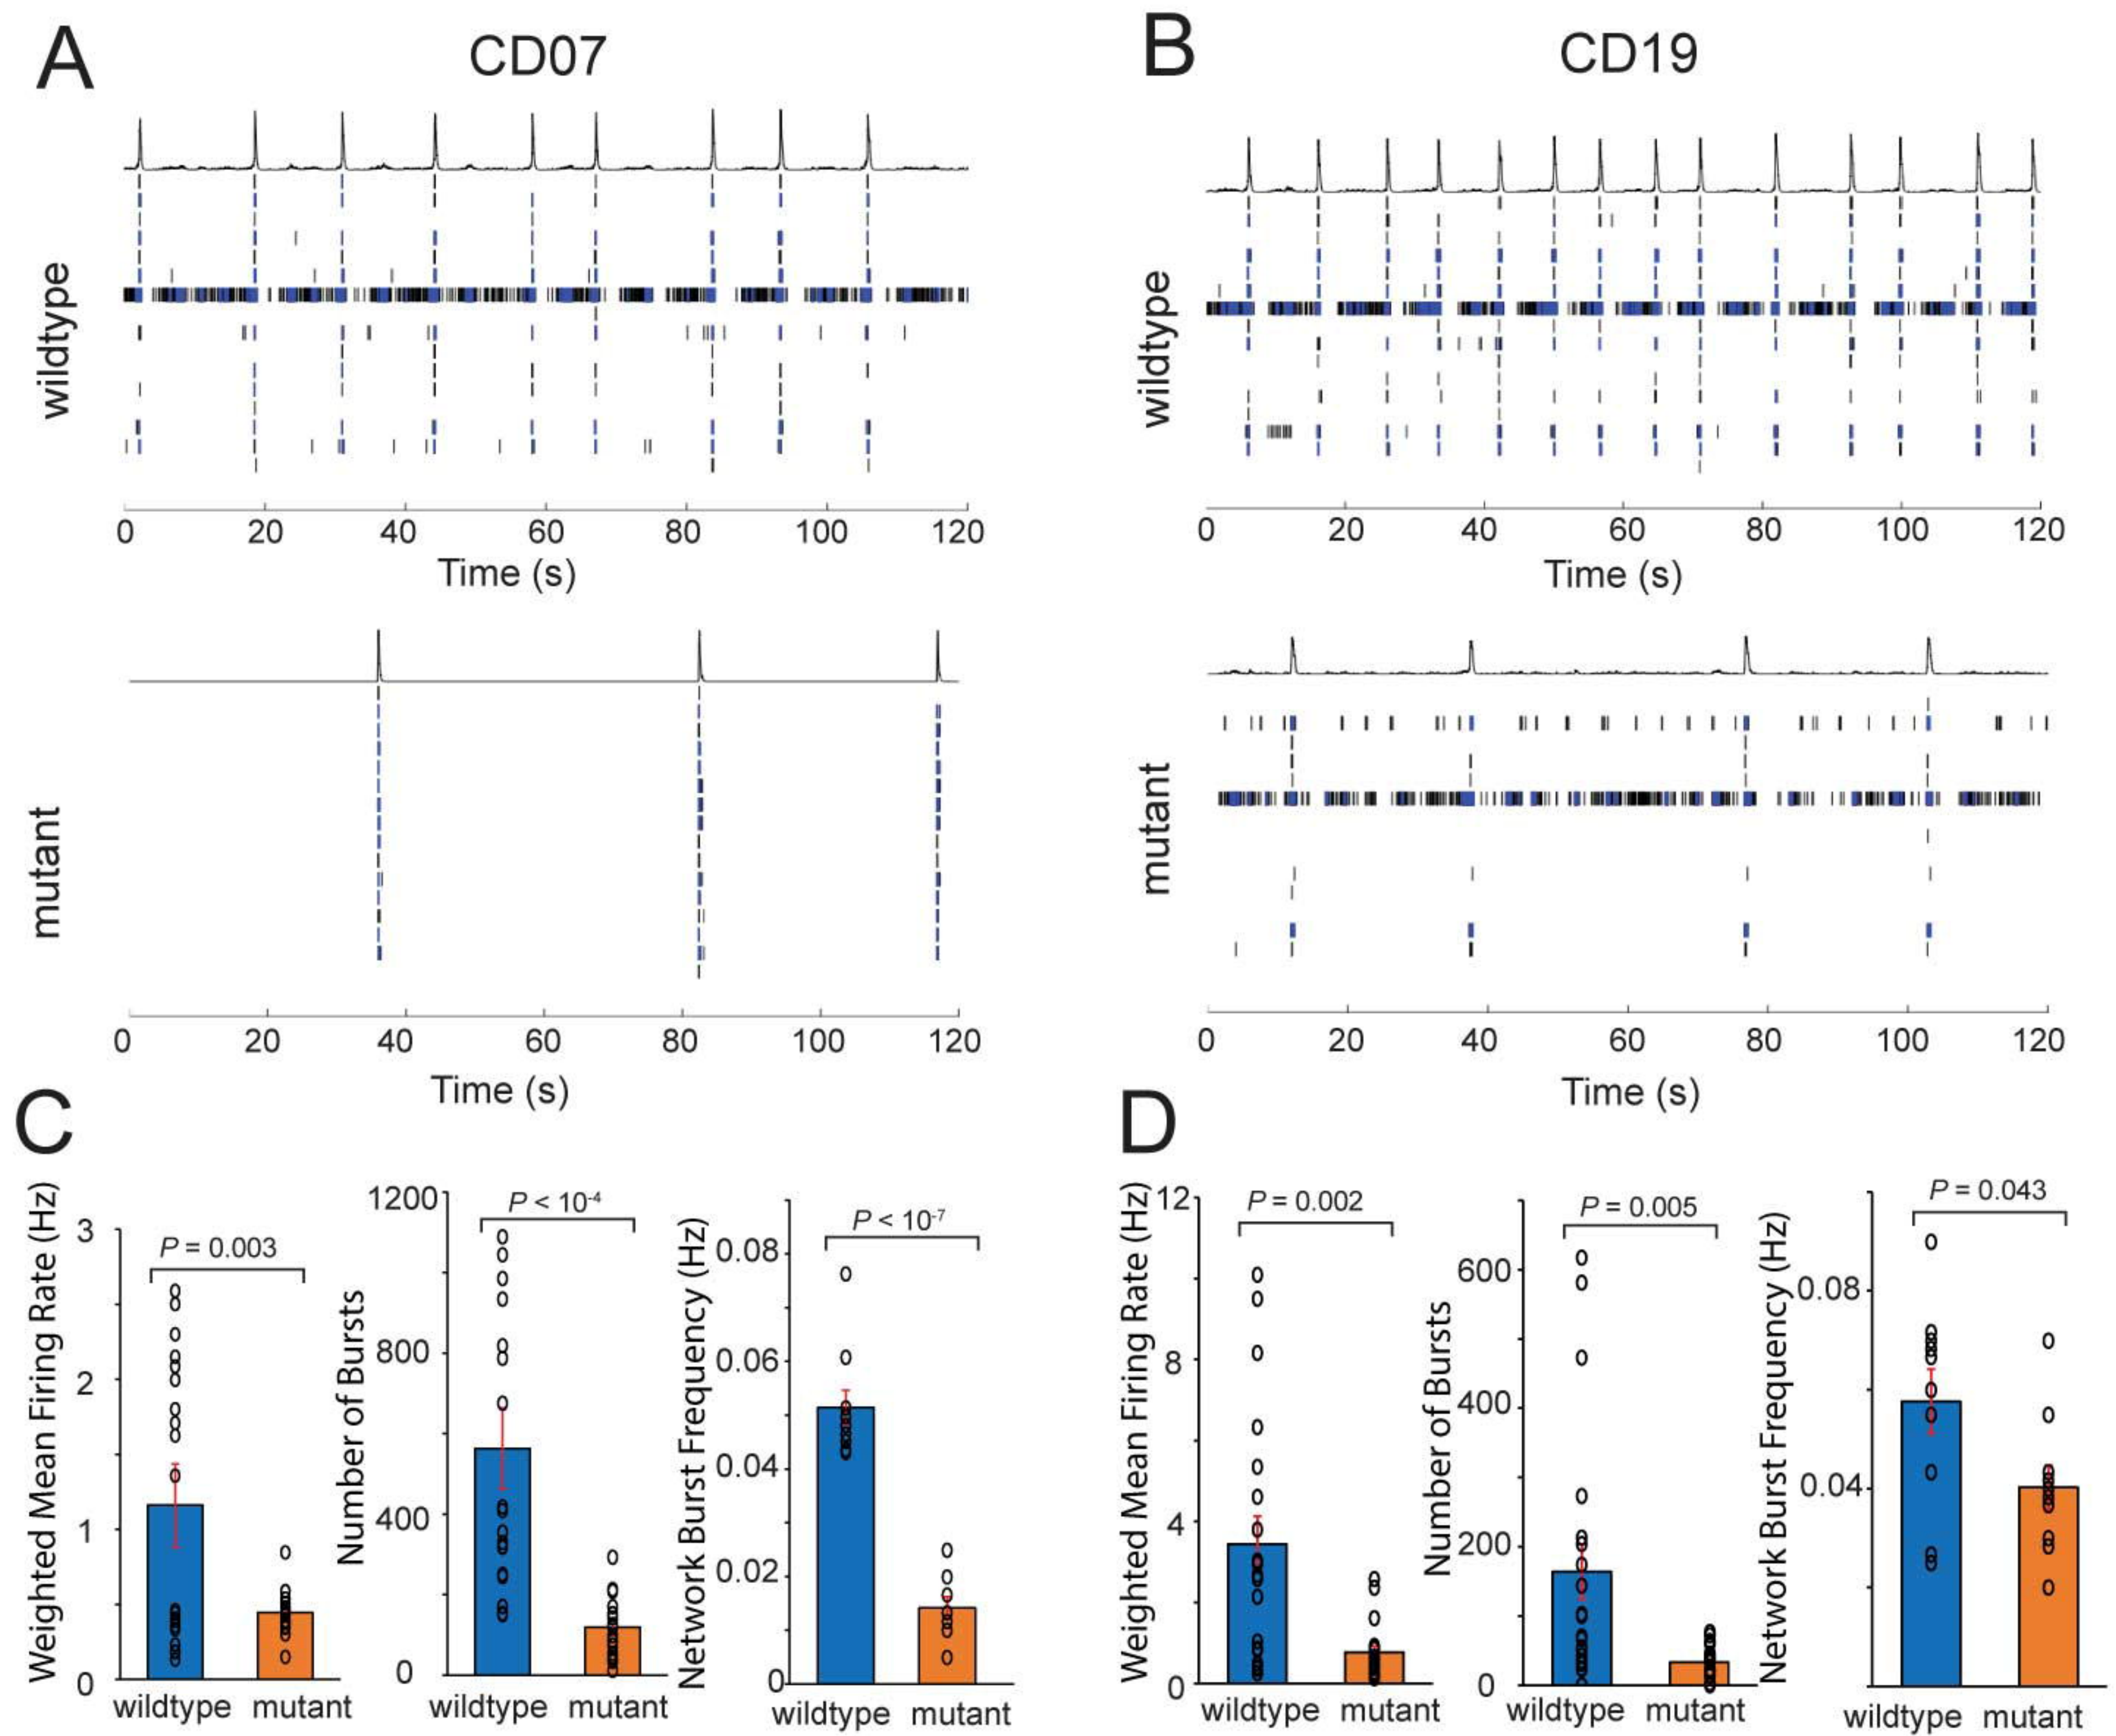 A
CD07
wildtype
0 20 40 60 80 100 120
Time (s)
mutant
0 20 40 60 80 100 120
Time (s)
B
CD19
wildtype
0 20 40 60 80 100 120
Time (s)
mutant
0 20 40 60 80 100 120
Time (s)
C
Weighted Mean Firing Rate (Hz)
3
2
1
0
P = 0.003
wildtype mutant
Number of Bursts
1200
800
400
0
P < 10-4
wildtype mutant
Network Burst Frequency (Hz)
0.08
0.06
0.04
0.02
0
P < 10-7
wildtype mutant
D
Weighted Mean Firing Rate (Hz)
12
8
4
0
P = 0.002
wildtype mutant
Number of Bursts
600
400
200
0
P = 0.005
wildtype mutant
Network Burst Frequency (Hz)
0.08
0.04
P = 0.043
wildtype mutant